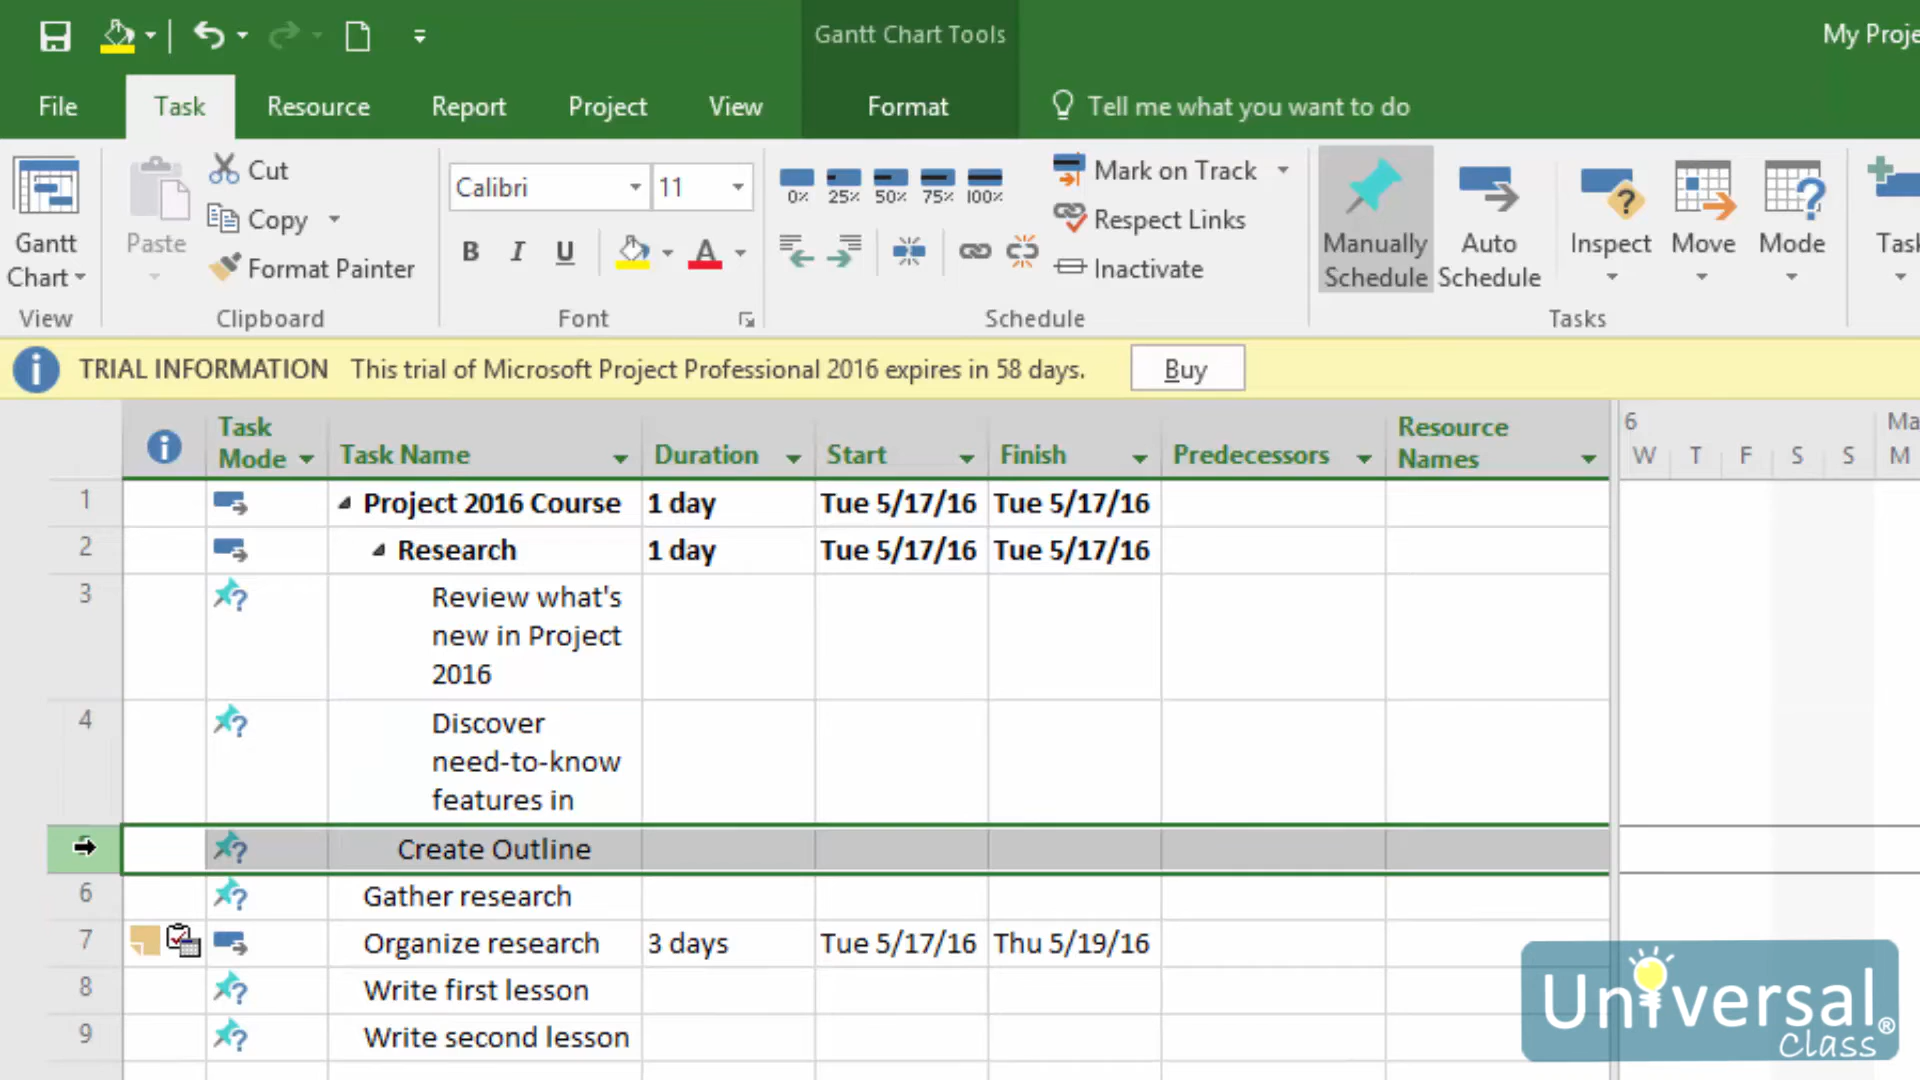 Gantt Chart Tools
My Proje
File Task Resource Report Project View Format Tell me what you want to do
Gantt
Chart
View
Paste
Cut
Copy
Format Painter
Clipboard
Calibri 11
B I U A
Font
0% 25% 50% 75% 100%
Mark on Track
Respect Links
Inactivate
Schedule
Manually
Schedule
Auto
Schedule
Inspect
Move
Mode
Tasks
Task
TRIAL INFORMATION This trial of Microsoft Project Professional 2016 expires in 58 days. Buy
Task
Mode
Task Name
Duration
Start
Finish
Predecessors
Resource
Names
6 Ma
W T F S S M
1 Project 2016 Course 1 day Tue 5/17/16 Tue 5/17/16
2 Research 1 day Tue 5/17/16 Tue 5/17/16
3 Review what's
new in Project
2016
4 Discover
need-to-know
features in
Create Outline
6 Gather research
7 Organize research 3 days Tue 5/17/16 Thu 5/19/16
8 Write first lesson
9 Write second lesson
Universal®
Class